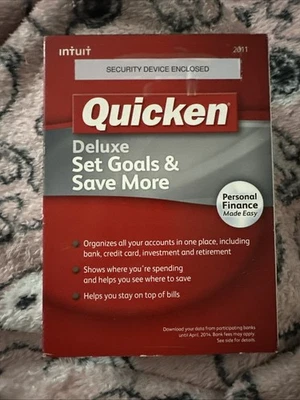 intuit 2011
SECURITY DEVICE ENCLOSED
Quicken
Deluxe
Set Goals &
Save More
Personal
Finance
Made Easy
Organizes all your accounts in one place, including
bank, credit card, investment and retirement
Shows where you're spending
and helps you see where to save
Helps you stay on top of bills
Download your data from participating banks
until April, 2014. Bank fees may apply.
See side for details.